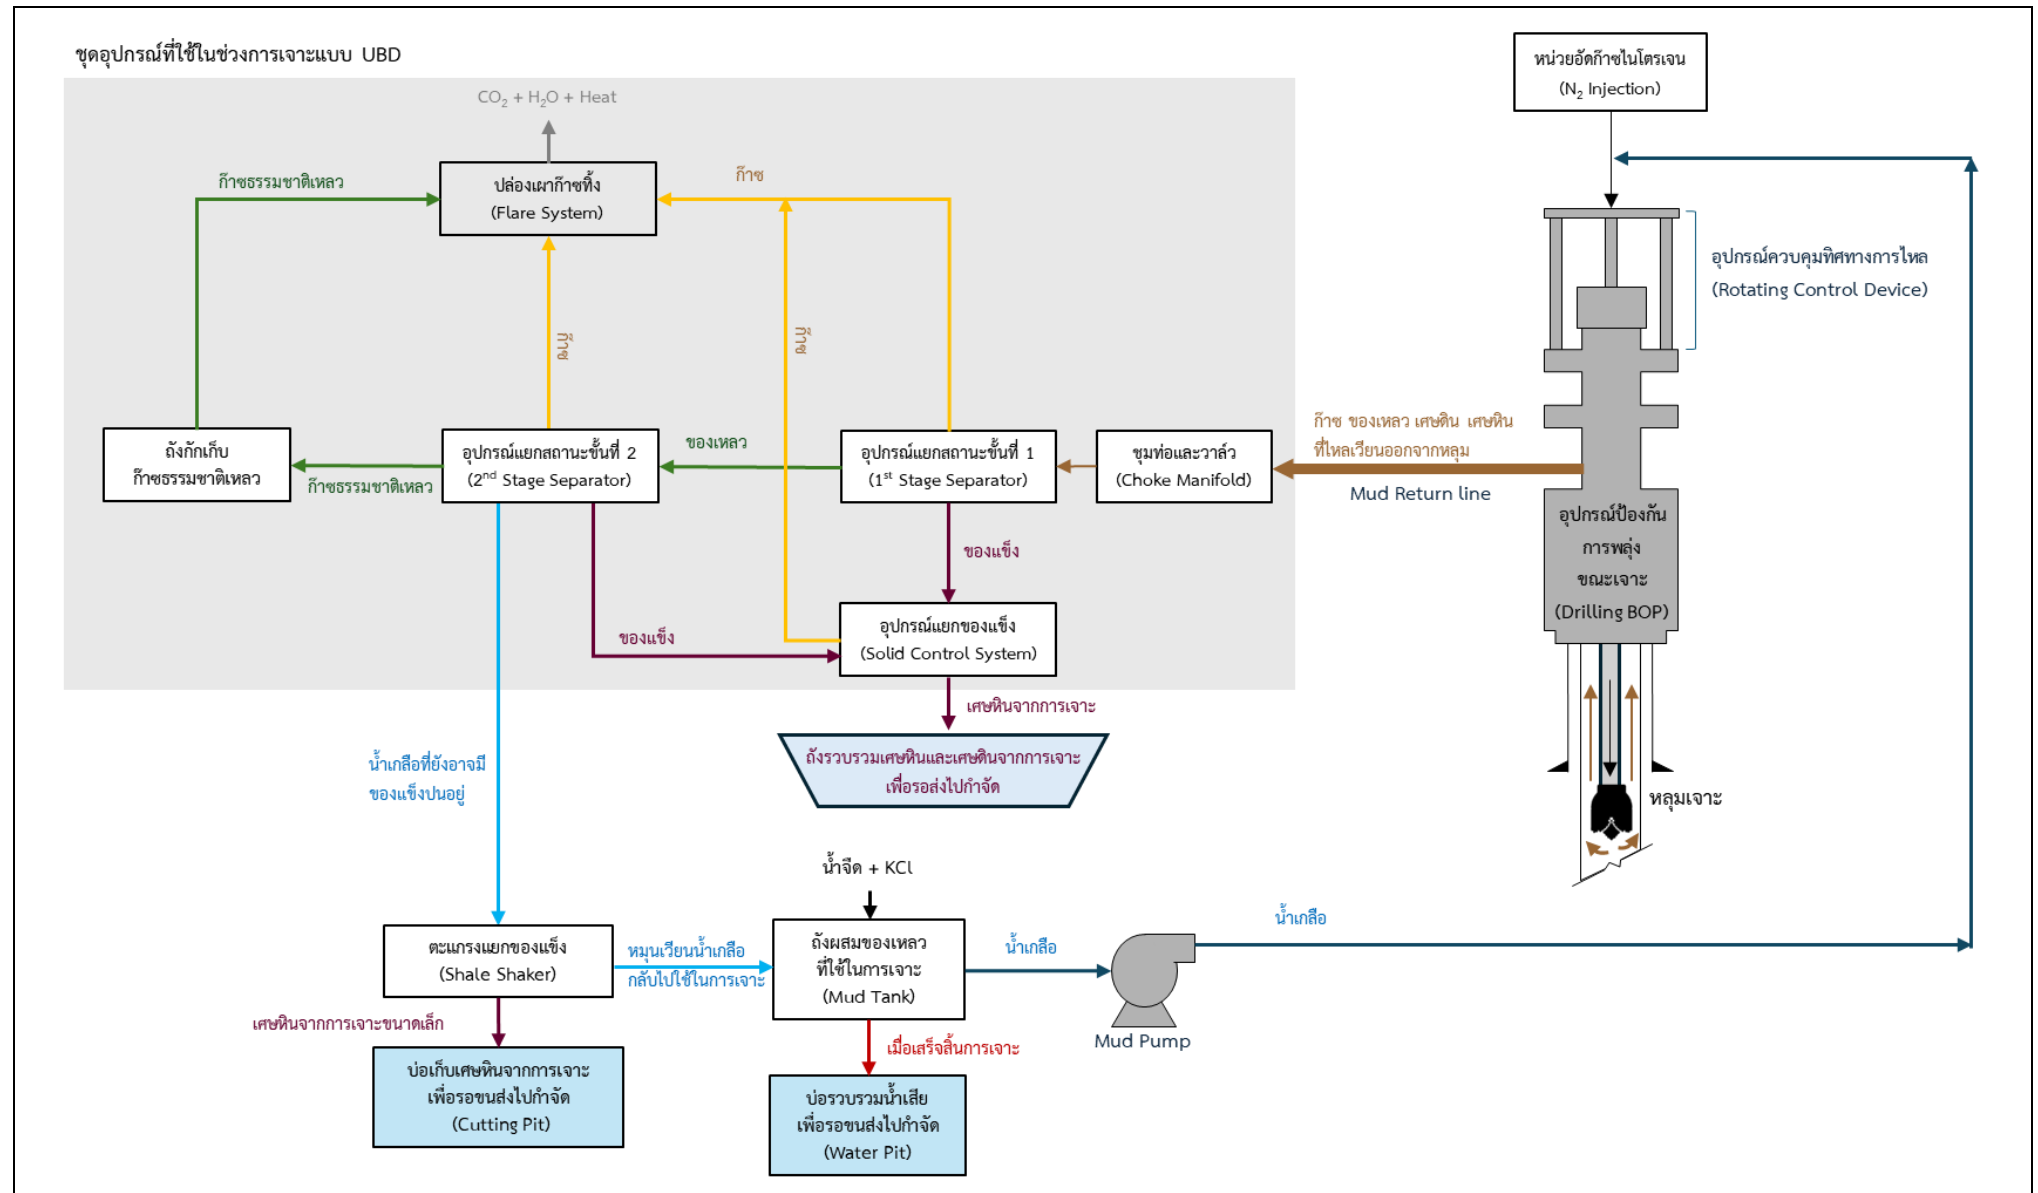 ชุดอุปกรณ์ที่ใช้ในช่วงการเจาะแบบ UBD
หน่วยอัดก๊าซไนโตรเจน
(N₂ Injection)
CO₂ + H₂O + Heat
ก๊าซธรรมชาติเหลว
ปล่องเผาก๊าซทิ้ง
(Flare System)
ก๊าซ
อุปกรณ์ควบคุมทิศทางการไหล
(Rotating Control Device)
ก๊าซ
ก๊าซ
ก๊าซ ของเหลว เศษดิน เศษหิน
ที่ไหลเวียนออกจากหลุม
Mud Return line
ถังกักเก็บ
ก๊าซธรรมชาติเหลว
ก๊าซธรรมชาติเหลว
อุปกรณ์แยกสถานะขั้นที่ 2
(2nd Stage Separator)
ของเหลว
อุปกรณ์แยกสถานะขั้นที่ 1
(1st Stage Separator)
ชุมท่อและวาล์ว
(Choke Manifold)
อุปกรณ์ป้องกัน
การพลุ่ง
ขณะเจาะ
(Drilling BOP)
ของแข็ง
ของแข็ง
อุปกรณ์แยกของแข็ง
(Solid Control System)
เศษหินจากการเจาะ
ถังรวบรวมเศษหินและเศษดินจากการเจาะ
เพื่อรอส่งไปกำจัด
น้ำเกลือที่ยังอาจมี
ของแข็งปนอยู่
หลุมเจาะ
น้ำจืด + KCl
ตะแกรงแยกของแข็ง
(Shale Shaker)
หมุนเวียนน้ำเกลือ
กลับไปใช้ในการเจาะ
ถังผสมของเหลว
ที่ใช้ในการเจาะ
(Mud Tank)
น้ำเกลือ
น้ำเกลือ
Mud Pump
เศษหินจากการเจาะขนาดเล็ก
เมื่อเสร็จสิ้นการเจาะ
บ่อเก็บเศษหินจากการเจาะ
เพื่อรอขนส่งไปกำจัด
(Cutting Pit)
บ่อรวบรวมน้ำเสีย
เพื่อรอขนส่งไปกำจัด
(Water Pit)